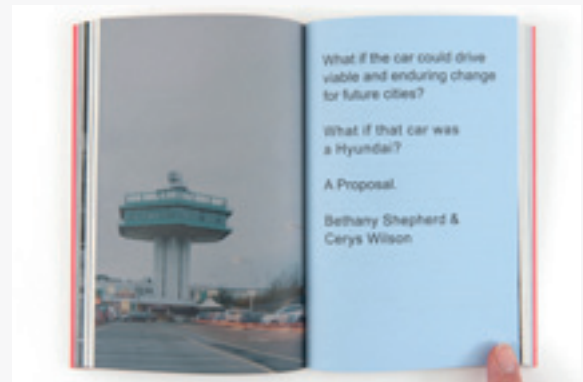 What if the car could drive
viable and enduring change
for future cities?
What if that car was
a Hyundai?
A Proposal.
Bethany Shepherd &
Cerys Wilson